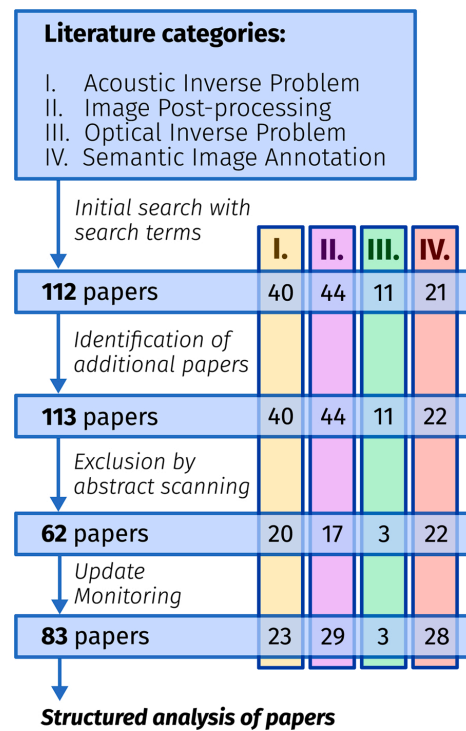 Literature categories:
I. Acoustic Inverse Problem
II. Image Post-processing
III. Optical Inverse Problem
IV. Semantic Image Annotation
Initial search with
search terms
I. II. III. IV.
112 papers 40 44 11 21
Identification of
additional papers
113 papers 40 44 11 22
Exclusion by
abstract scanning
62 papers 20 17 3 22
Update
Monitoring
83 papers 23 29 3 28
Structured analysis of papers